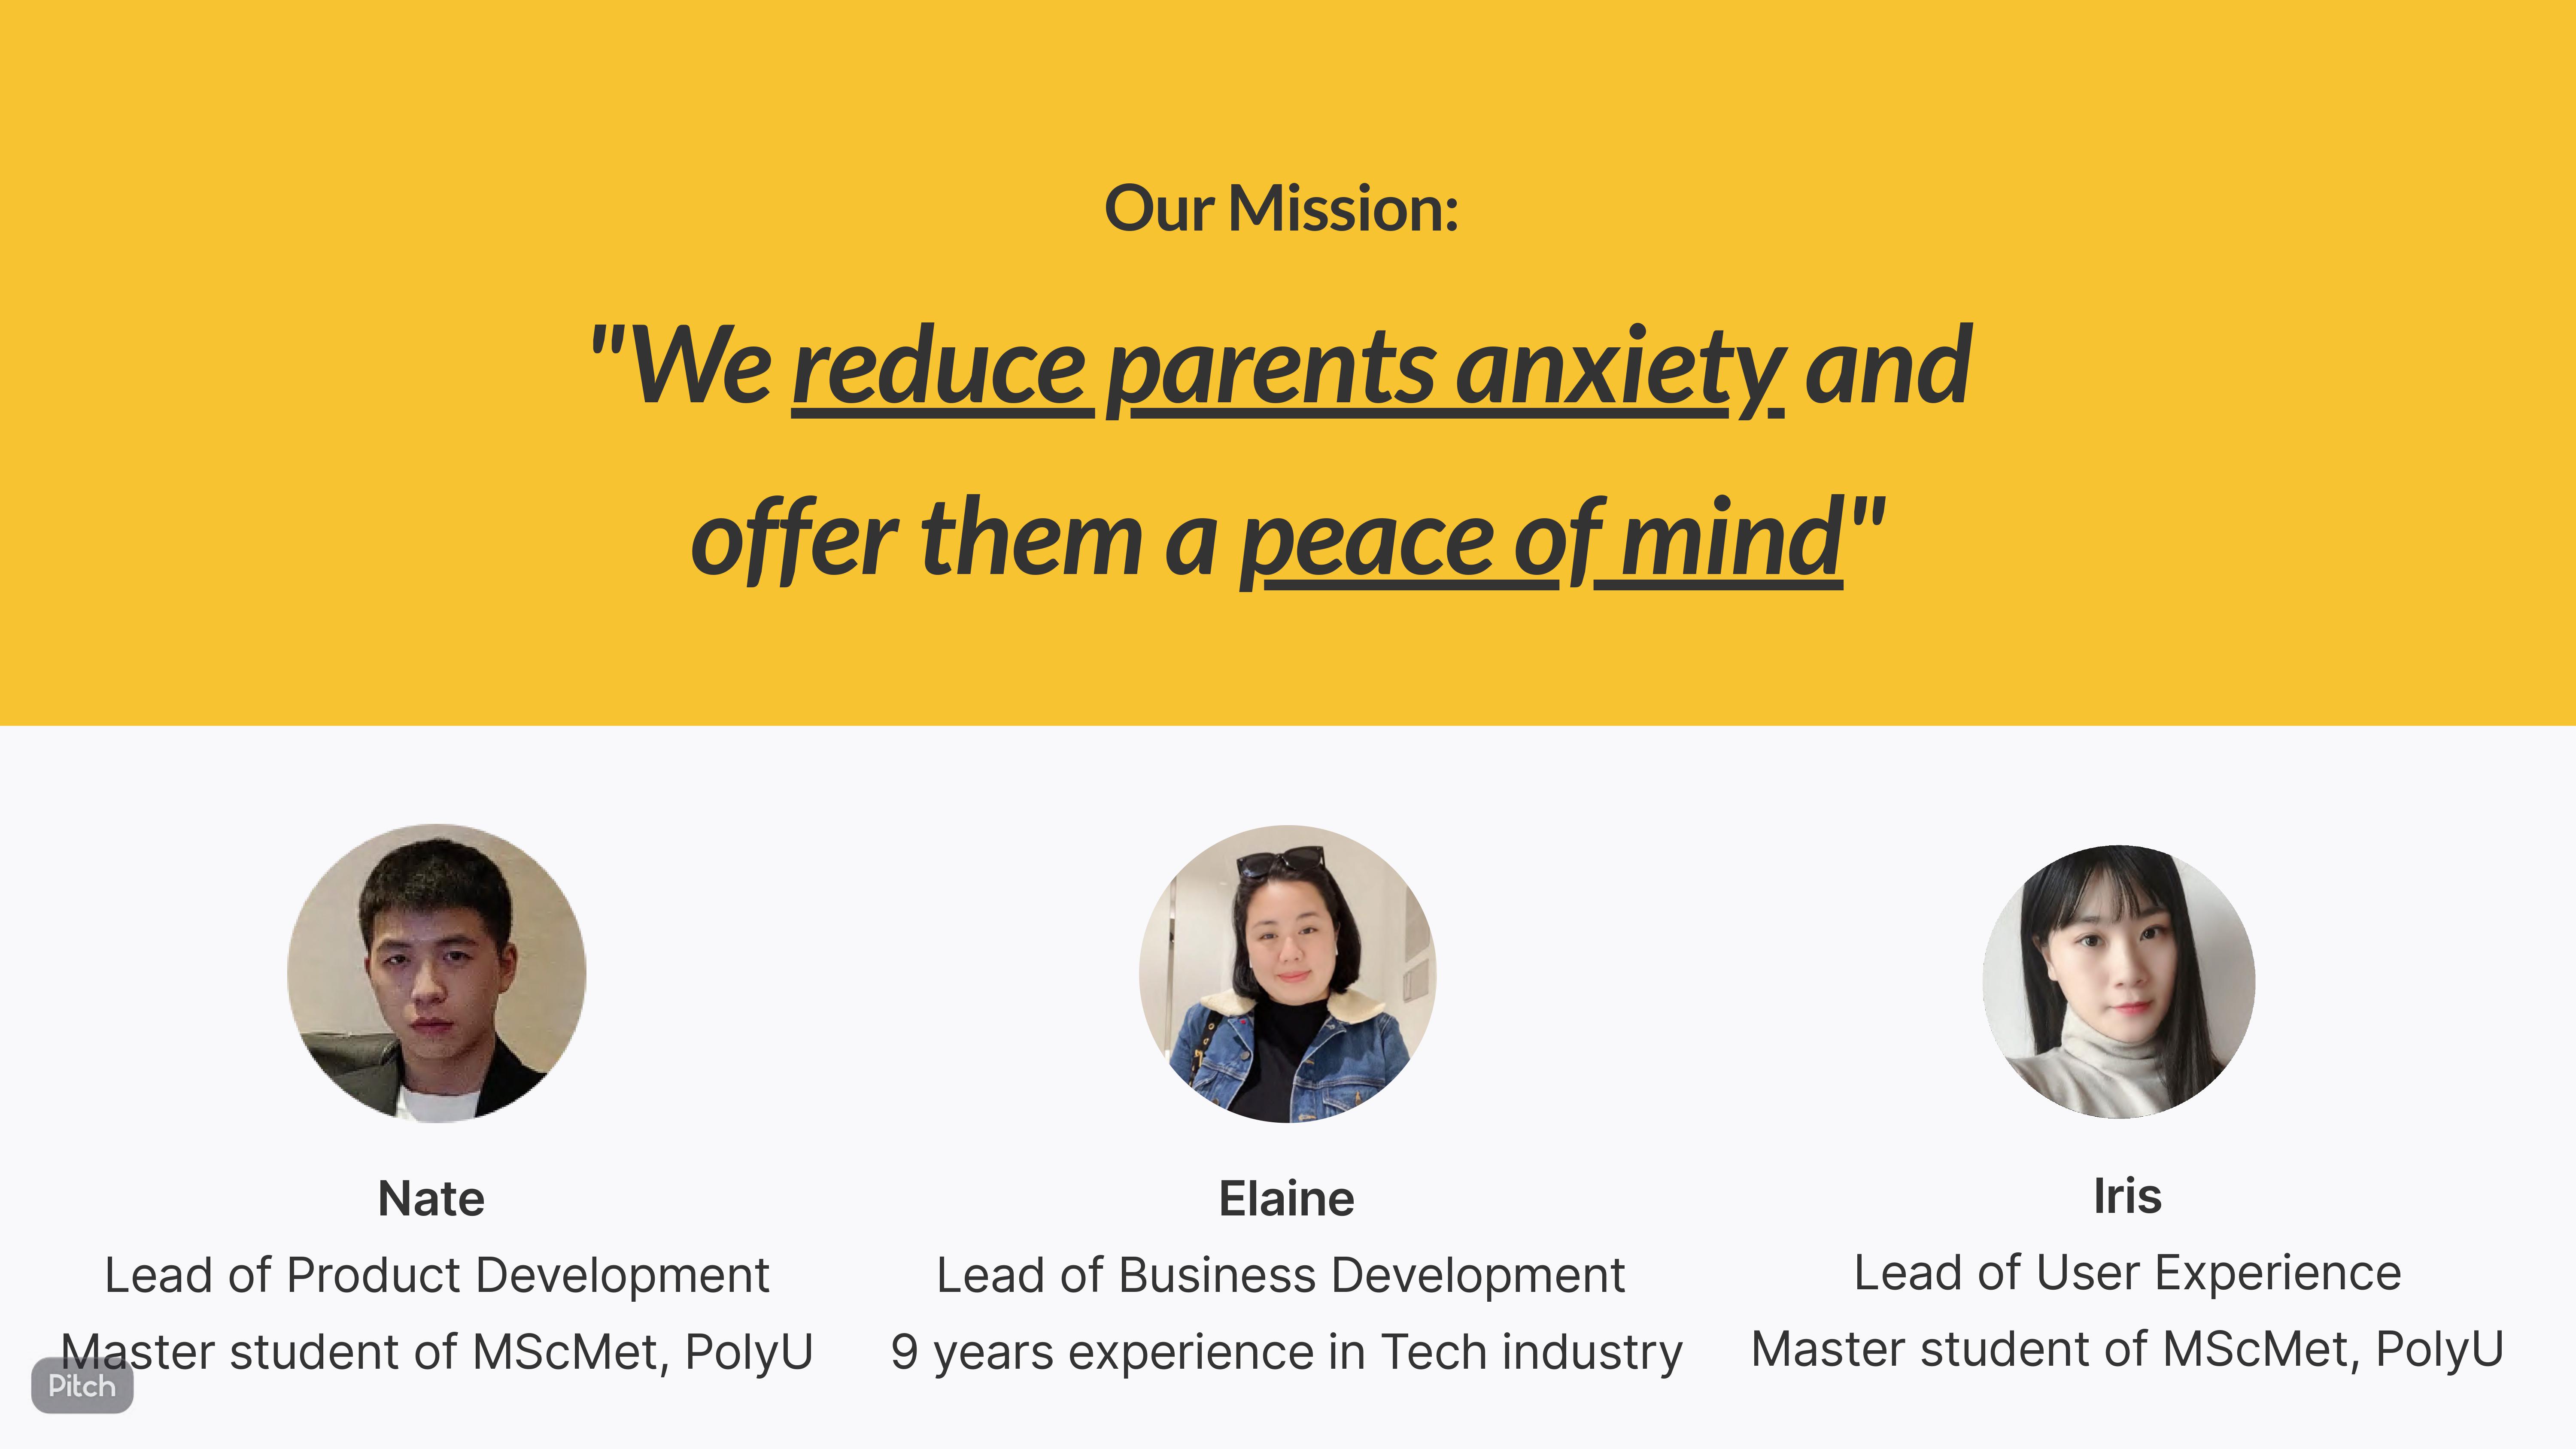 Our Mission:
"We reduce parents anxiety and
offer them a peace of mind"
Nate
Lead of Product Development
Master student of MScMet, PolyU
Elaine
Lead of Business Development
9 years experience in Tech industry
Iris
Lead of User Experience
Master student of MScMet, PolyU
Pitch